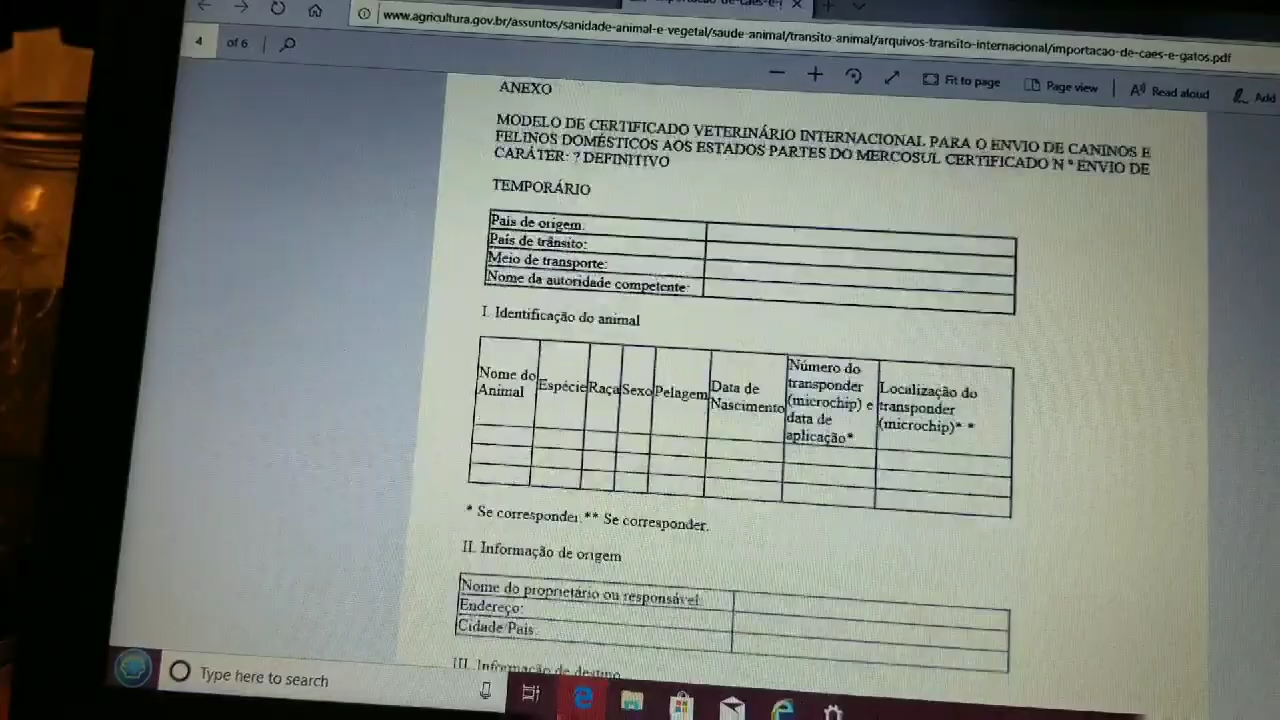 www.agricultura.gov.br/assuntos/sanidade-animal-e-vegetal/saude-animal/transito-animal/arquivos-transito-internacional/importacao-de-caes-e-gatos.pdf
4 of 6
Fit to page
Page view
Read aloud
Add
ANEXO
MODELO DE CERTIFICADO VETERINÁRIO INTERNACIONAL PARA O ENVIO DE CANINOS E
FELINOS DOMÉSTICOS AOS ESTADOS PARTES DO MERCOSUL CERTIFICADO N º ENVIO DE
CARÁTER: ? DEFINITIVO
TEMPORÁRIO
País de origem:
País de trânsito:
Meio de transporte:
Nome da autoridade competente:
I. Identificação do animal
Nome do
Animal
Espécie
Raça
Sexo
Pelagem
Data de
Nascimento
Número do
transponder
(microchip) e
data de
aplicação*
Localização do
transponder
(microchip)* *
* Se corresponder. ** Se corresponder.
II. Informação de origem
Nome do proprietário ou responsável:
Endereço:
Cidade País:
III. Informação de destino
Type here to search